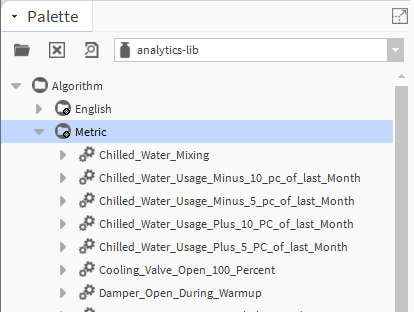 Palette
analytics-lib
Algorithm
English
Metric
Chilled_Water_Mixing
Chilled_Water_Usage_Minus_10_pc_of_last_Month
Chilled_Water_Usage_Minus_5_pc_of_last_Month
Chilled_Water_Usage_Plus_10_PC_of_last_Month
Chilled_Water_Usage_Plus_5_PC_of_last_Month
Cooling_Valve_Open_100_Percent
Damper_Open_During_Warmup